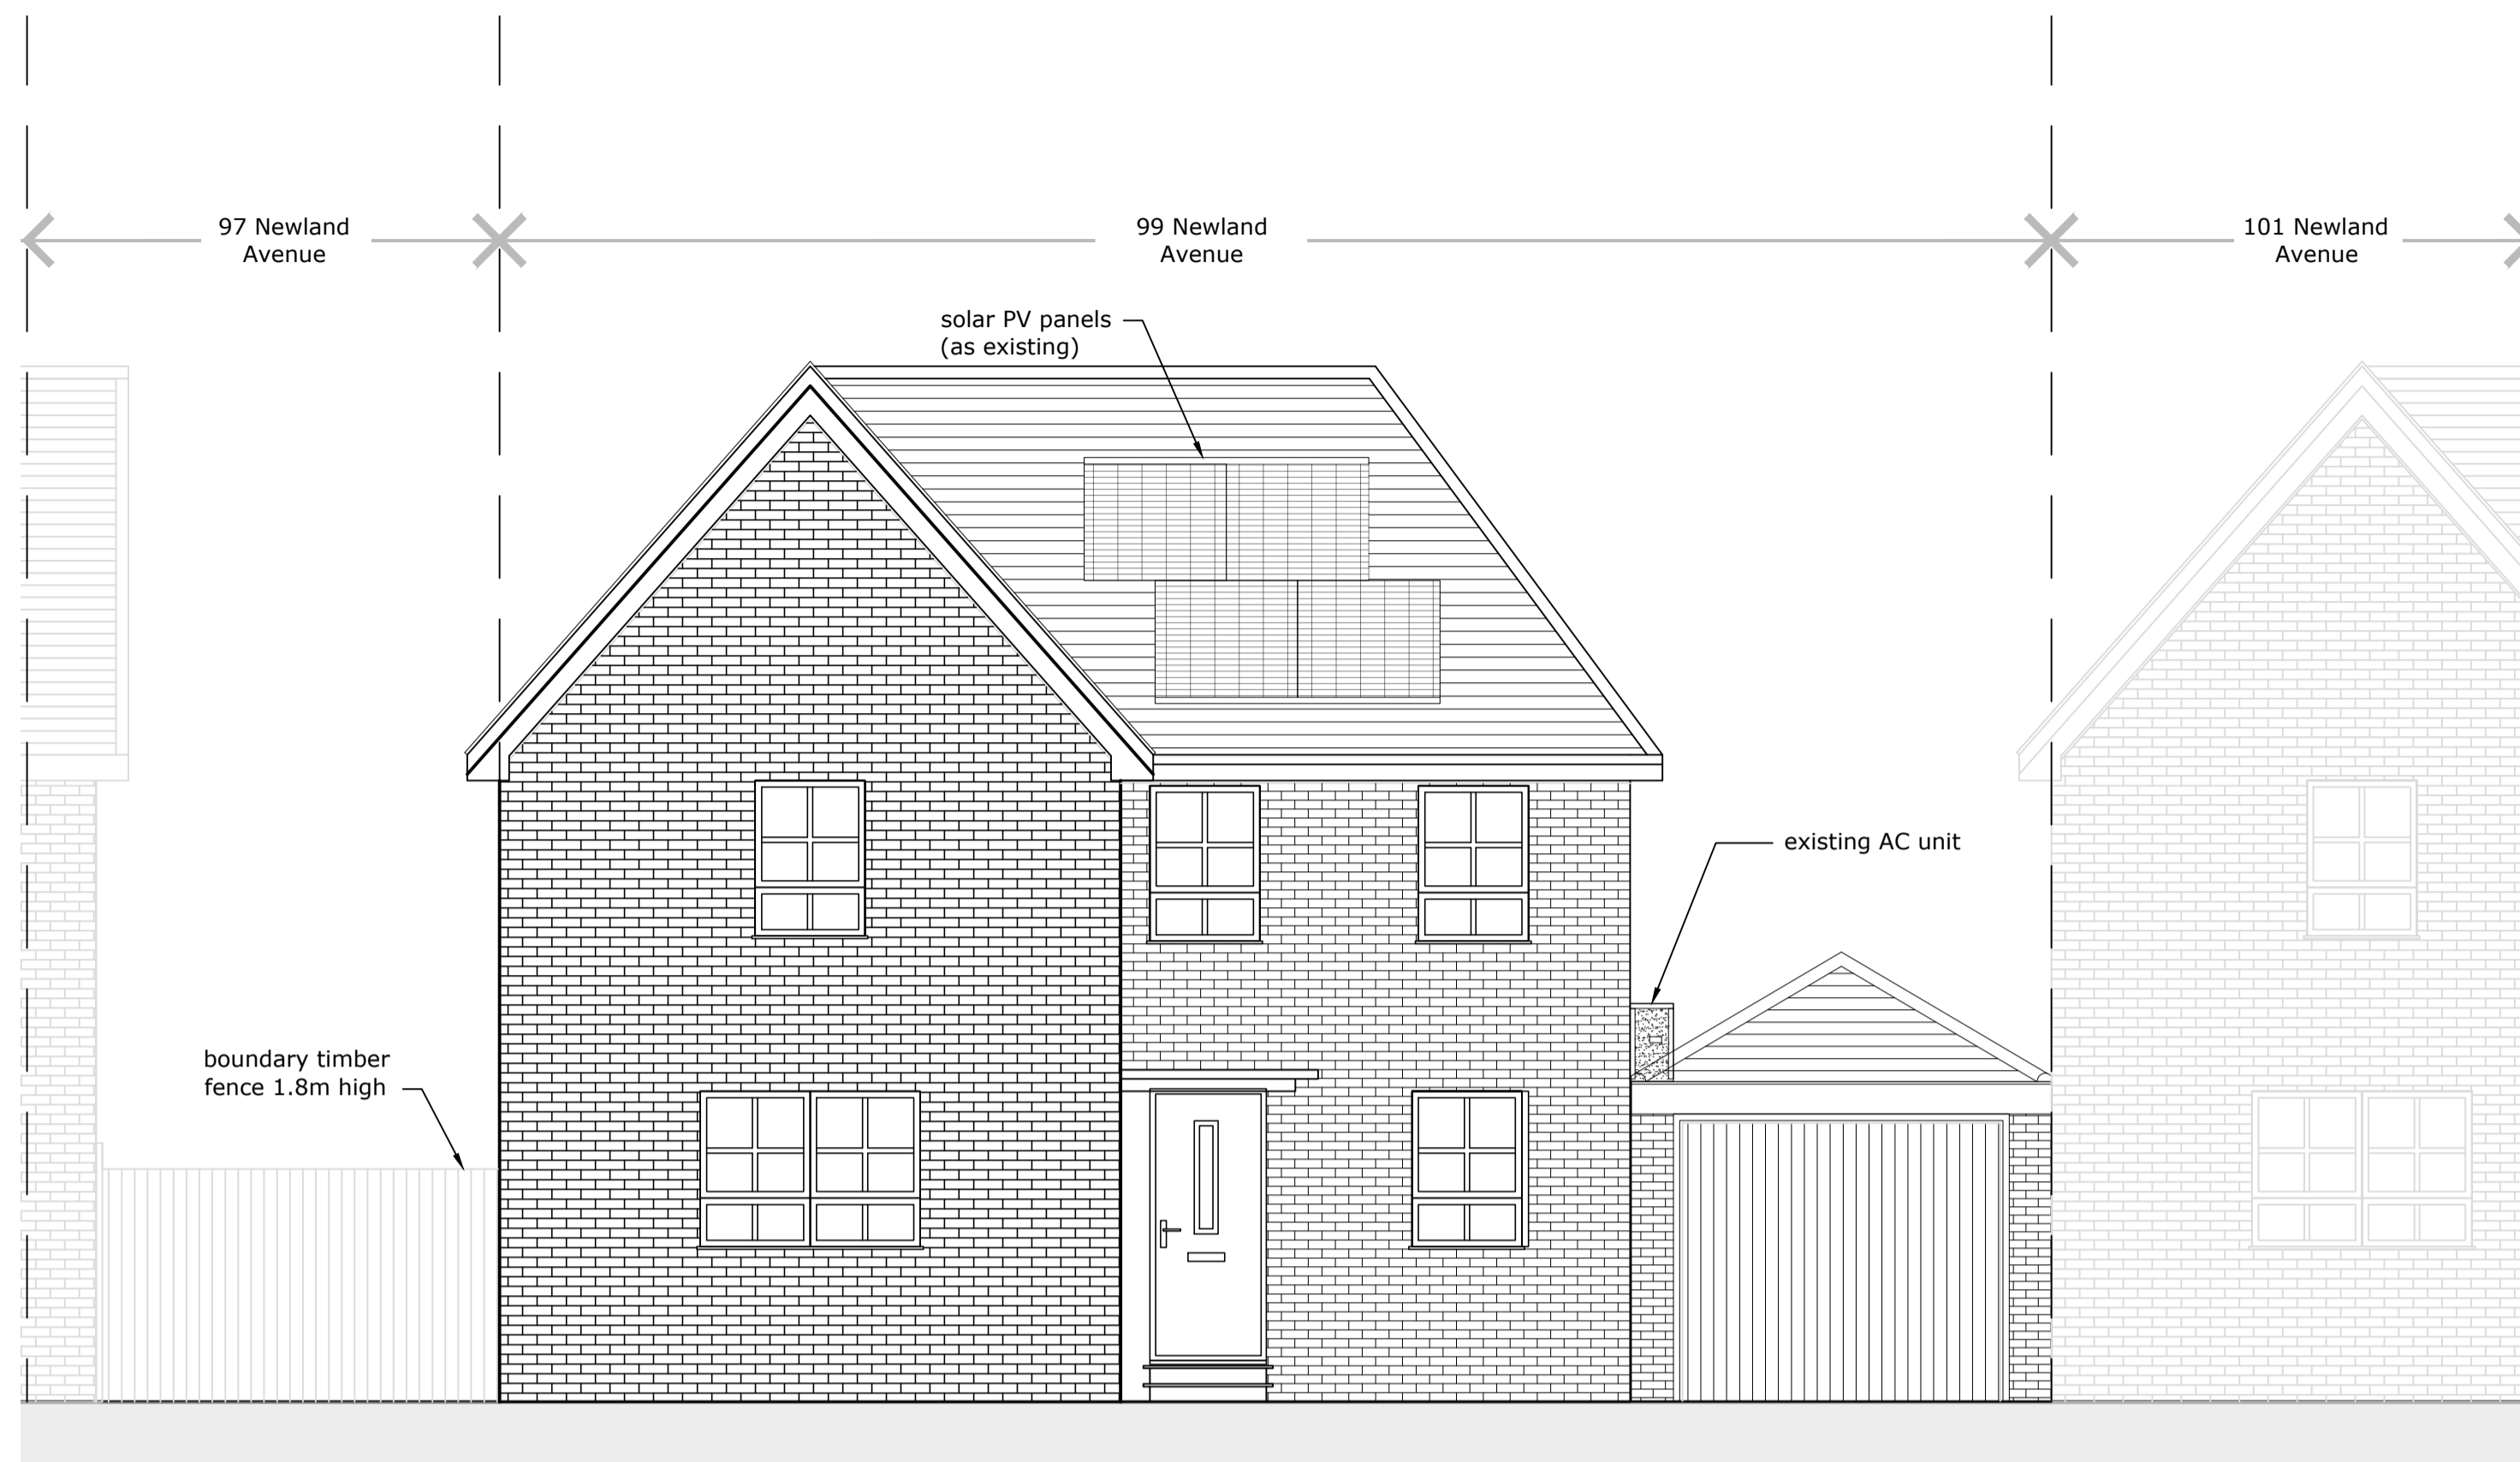 97 Newland
Avenue
99 Newland
Avenue
101 Newland
Avenue
solar PV panels
(as existing)
existing AC unit
boundary timber
fence 1.8m high